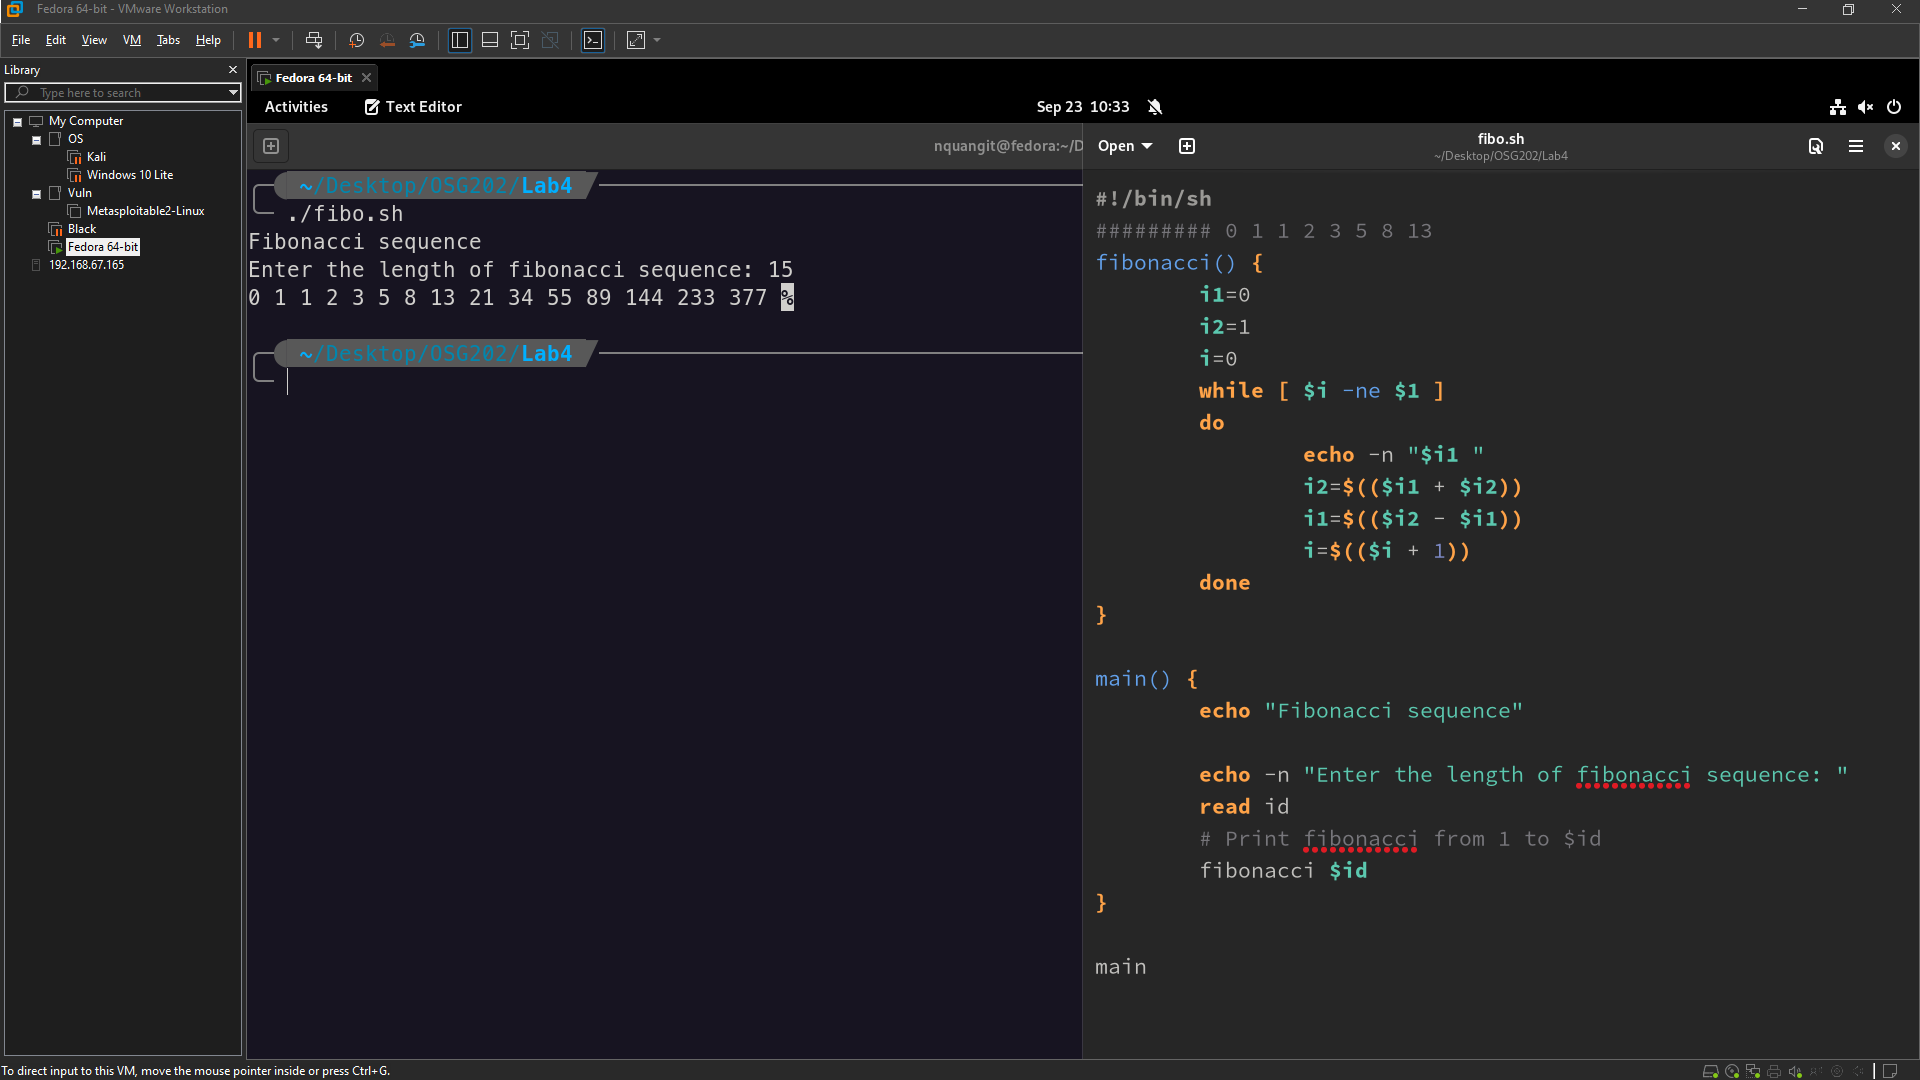 Fedora 64-bit - VMware Workstation
File Edit View VM Tabs Help
Library
Type here to search
My Computer
OS
Kali
Windows 10 Lite
Vuln
Metasploitable2-Linux
Black
Fedora 64-bit
192.168.67.165
Fedora 64-bit
Activities Text Editor Sep 23 10:33
nquangit@fedora:~/D
~/Desktop/OSG202/Lab4
./fibo.sh
Fibonacci sequence
Enter the length of fibonacci sequence: 15
0 1 1 2 3 5 8 13 21 34 55 89 144 233 377 %
~/Desktop/OSG202/Lab4
Open
fibo.sh
~/Desktop/OSG202/Lab4
#!/bin/sh
######### 0 1 1 2 3 5 8 13
fibonacci() {
i1=0
i2=1
i=0
while [ $i -ne $1 ]
do
echo -n "$i1 "
i2=$(($i1 + $i2))
i1=$(($i2 - $i1))
i=$(($i + 1))
done
}
main() {
echo "Fibonacci sequence"
echo -n "Enter the length of fibonacci sequence: "
read id
# Print fibonacci from 1 to $id
fibonacci $id
}
main
To direct input to this VM, move the mouse pointer inside or press Ctrl+G.